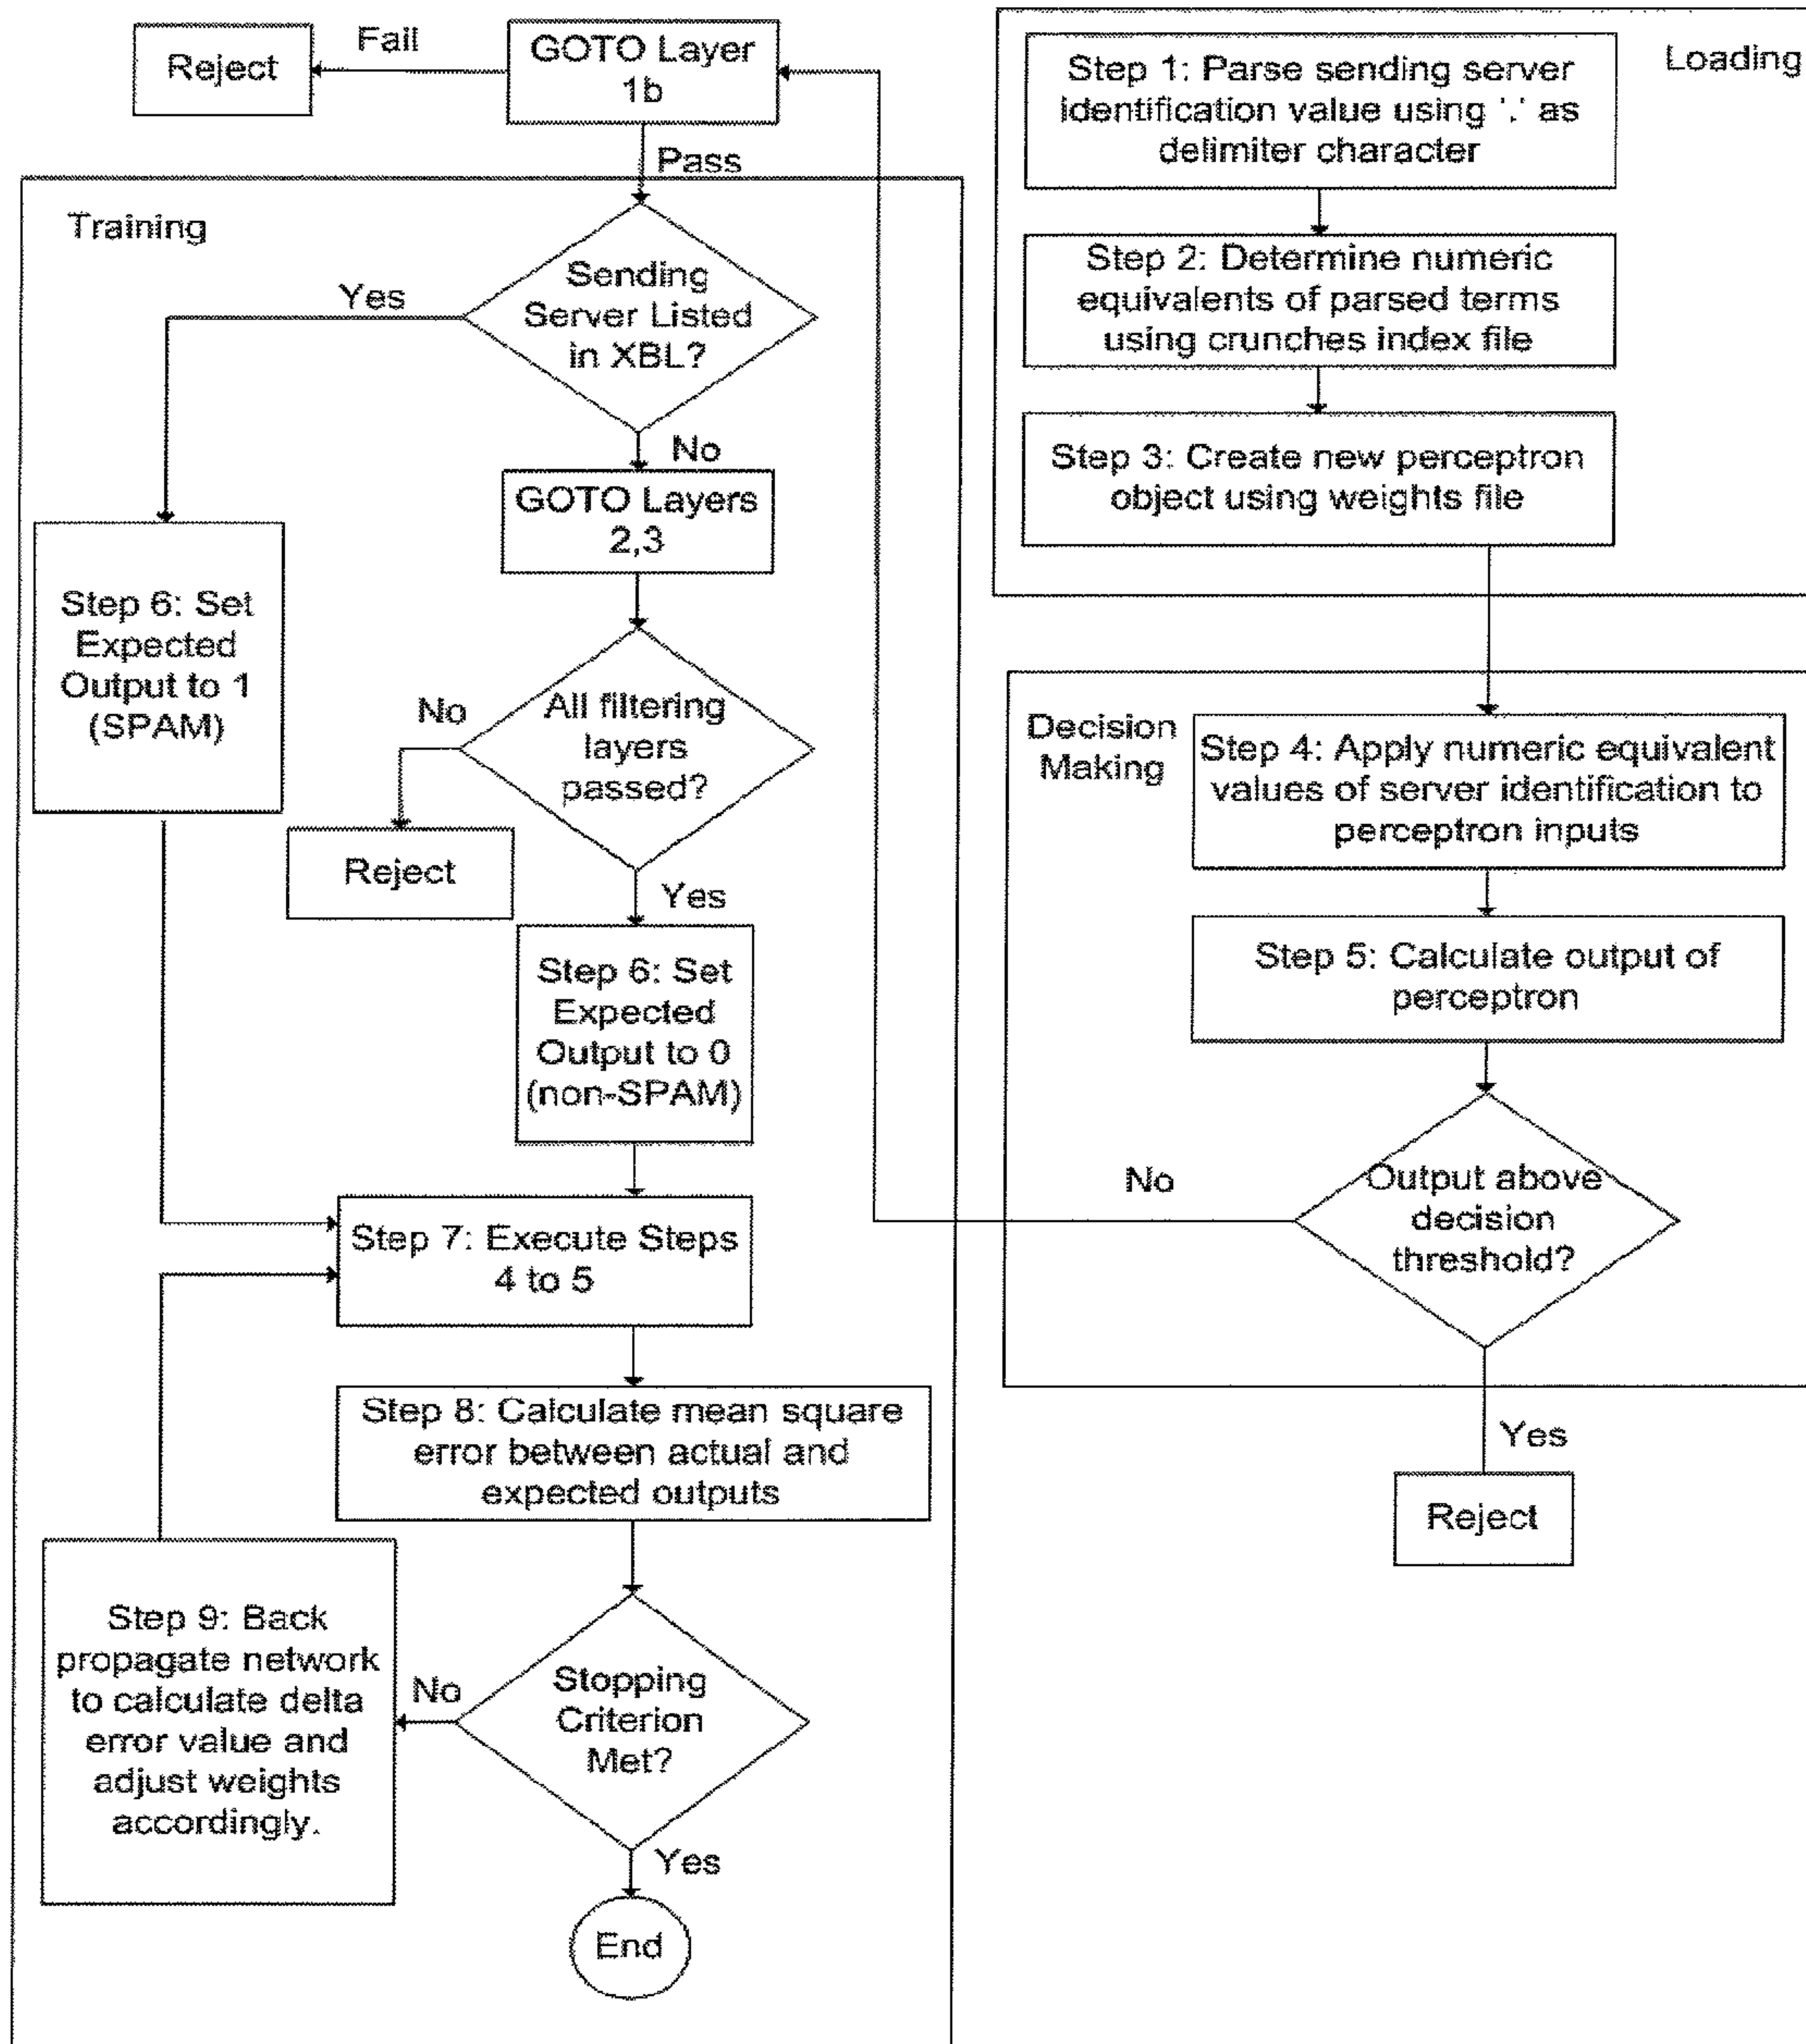 Loading
Step 1: Parse sending server
identification value using '.' as
delimiter character
Step 2: Determine numeric
equivalents of parsed terms
using crunches index file
Step 3: Create new perceptron
object using weights file
Decision
Making
Step 4: Apply numeric equivalent
values of server identification to
perceptron inputs
Step 5: Calculate output of
perceptron
Output above
decision
threshold?
No
Yes
Reject
GOTO Layer
1b
Fail
Reject
Pass
Training
Sending
Server Listed
in XBL?
Yes
Step 6: Set
Expected
Output to 1
(SPAM)
No
GOTO Layers
2,3
All filtering
layers
passed?
No
Reject
Yes
Step 6: Set
Expected
Output to 0
(non-SPAM)
Step 7: Execute Steps
4 to 5
Step 8: Calculate mean square
error between actual and
expected outputs
Stopping
Criterion
Met?
No
Step 9: Back
propagate network
to calculate delta
error value and
adjust weights
accordingly.
Yes
End